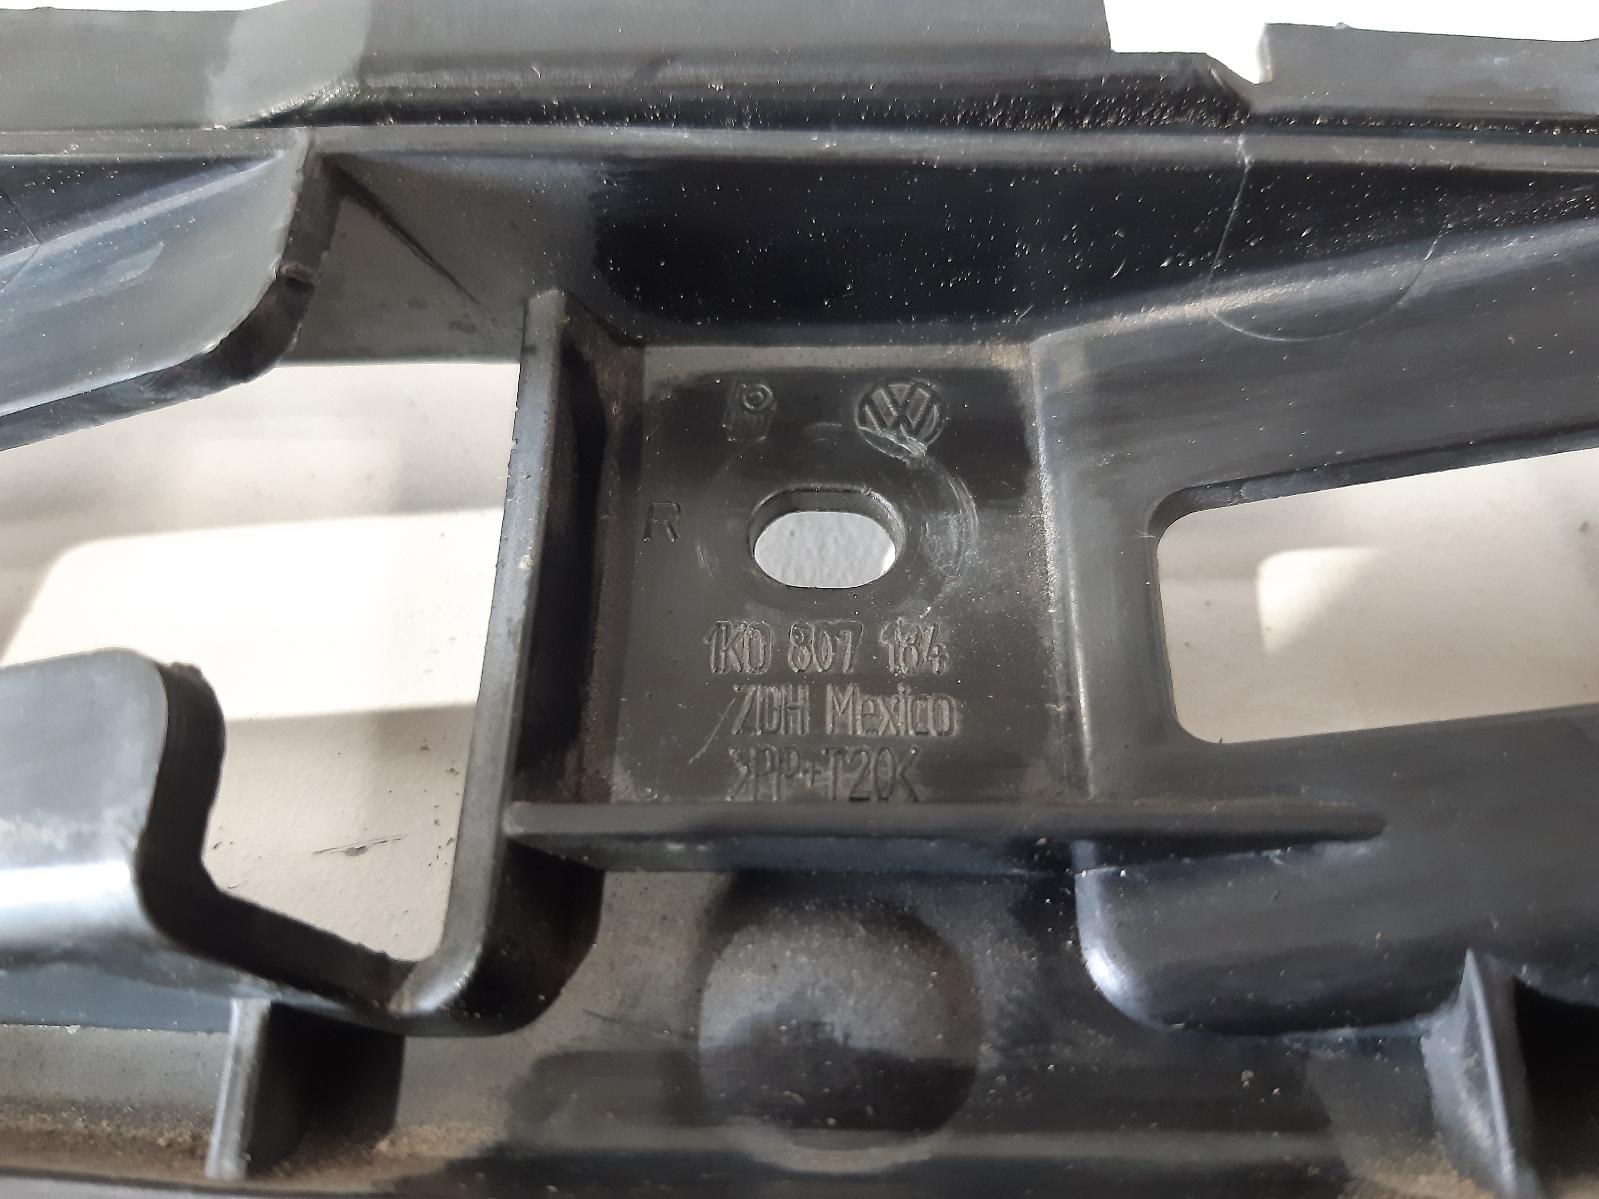 R
1K0 807 184
ZDH Mexico
>PP+T20<